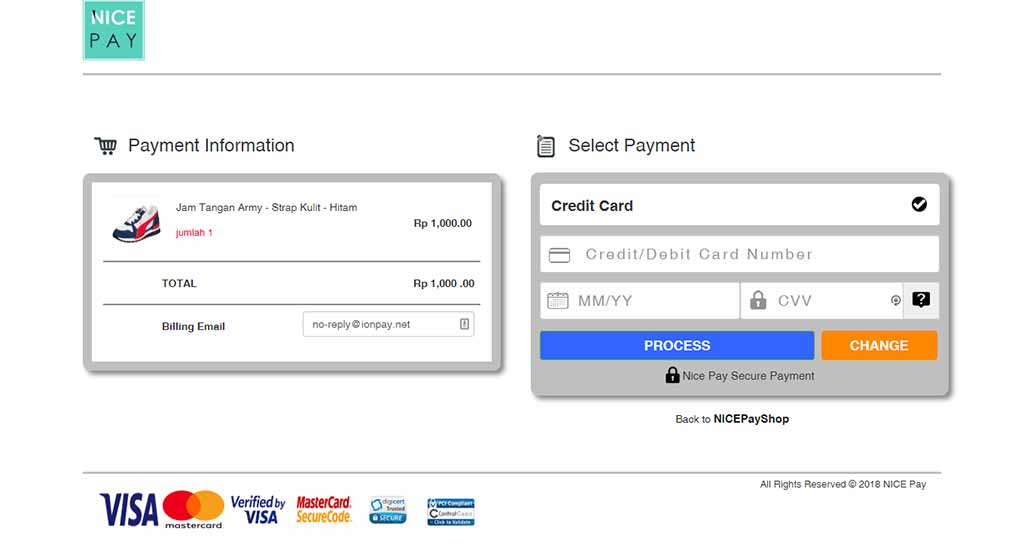 NICE
PAY
Payment Information
Jam Tangan Army - Strap Kulit - Hitam
Rp 1,000.00
jumlah 1
TOTAL
Rp 1,000 .00
Billing Email
no-reply@ionpay.net
Select Payment
Credit Card
Credit/Debit Card Number
MM/YY
CVV
?
PROCESS
CHANGE
Nice Pay Secure Payment
Back to NICEPayShop
All Rights Reserved © 2018 NICE Pay
VISA
mastercard
Verified by
VISA
MasterCard.
SecureCode.
digicert
Trusted
SECURE
PCI Compliant
ControlCase
Click to Validate